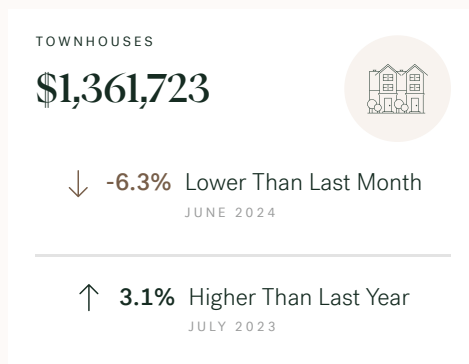 TOWNHOUSES
$1,361,723
-6.3% Lower Than Last Month
JUNE 2024
3.1% Higher Than Last Year
JULY 2023